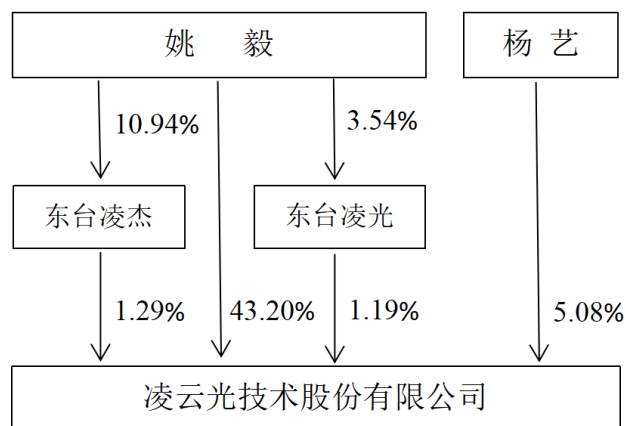 姚 毅
杨 艺
10.94%
3.54%
东台凌杰
东台凌光
1.29%
43.20%
1.19%
5.08%
凌云光技术股份有限公司